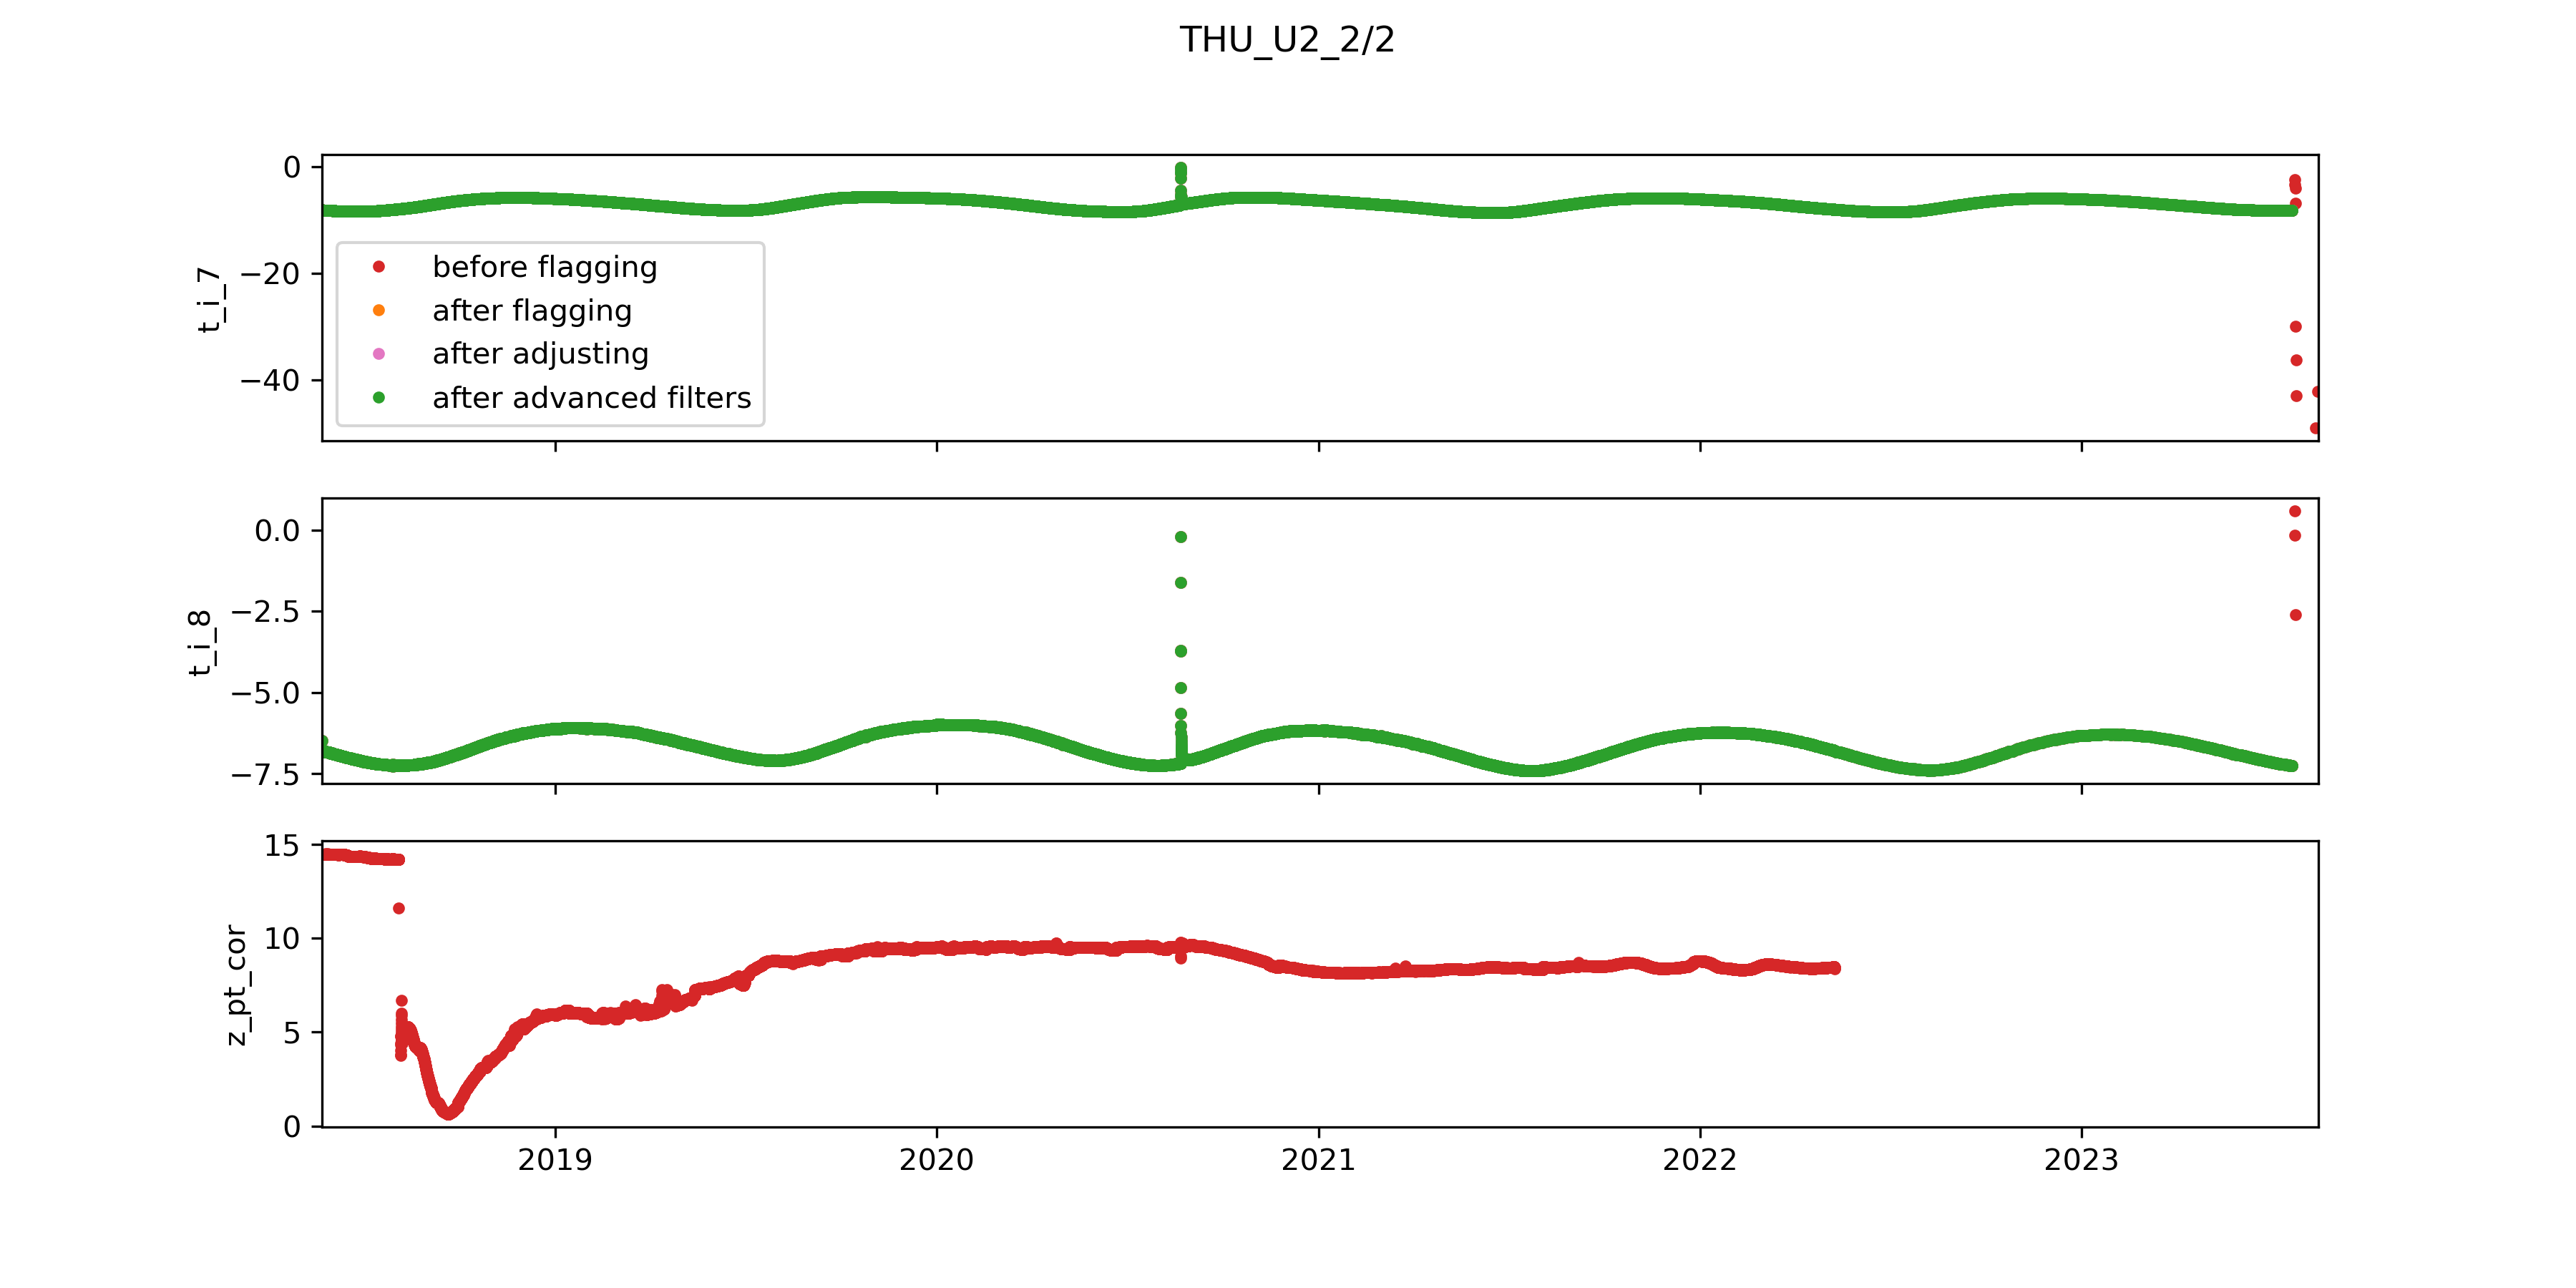 THU_U2_2/2
0
−20
−40
t_i_7
before flagging
after flagging
after adjusting
after advanced filters
0.0
−2.5
−5.0
−7.5
t_i_8
15
10
5
0
z_pt_cor
2019 2020 2021 2022 2023